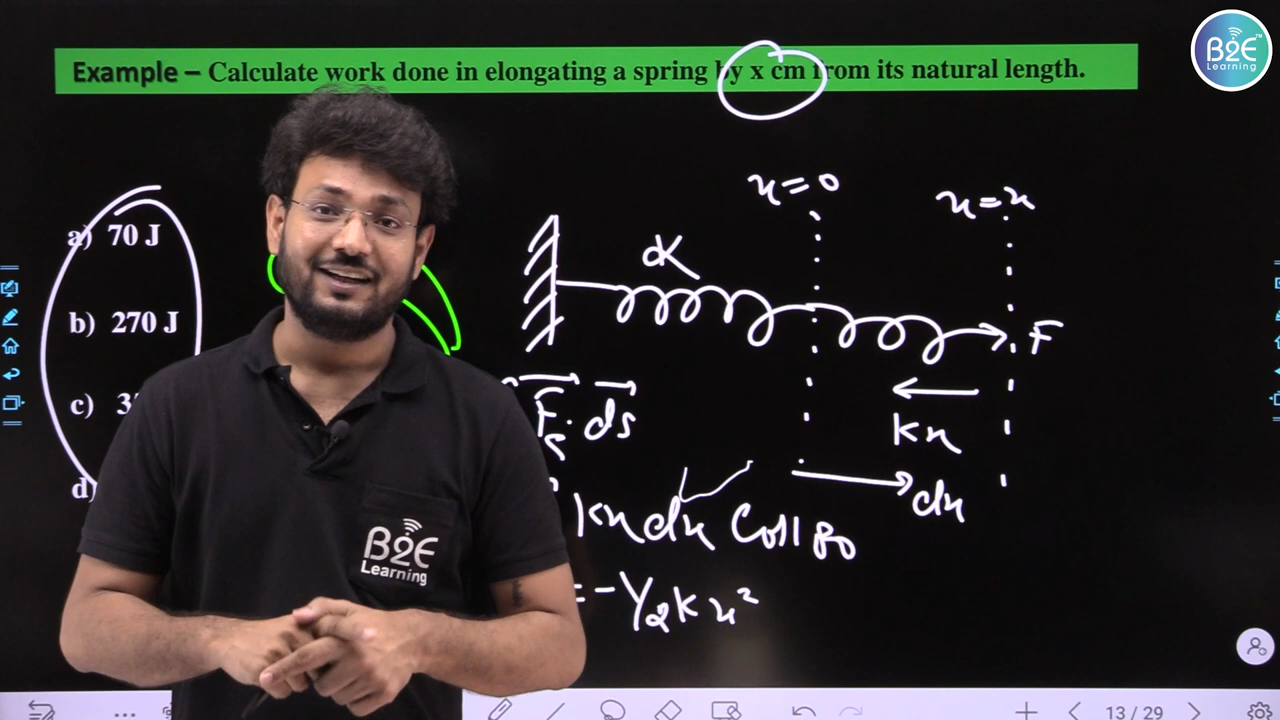 B2E
Learning
Example – Calculate work done in elongating a spring by x cm from its natural length.
x=0
x=x
a) 70 J
K
b) 270 J
F
c) 3
F. ds
Kx
d)
dx
Kxdx Cos180
= -1/2Kx²
B2E
Learning
13 / 29